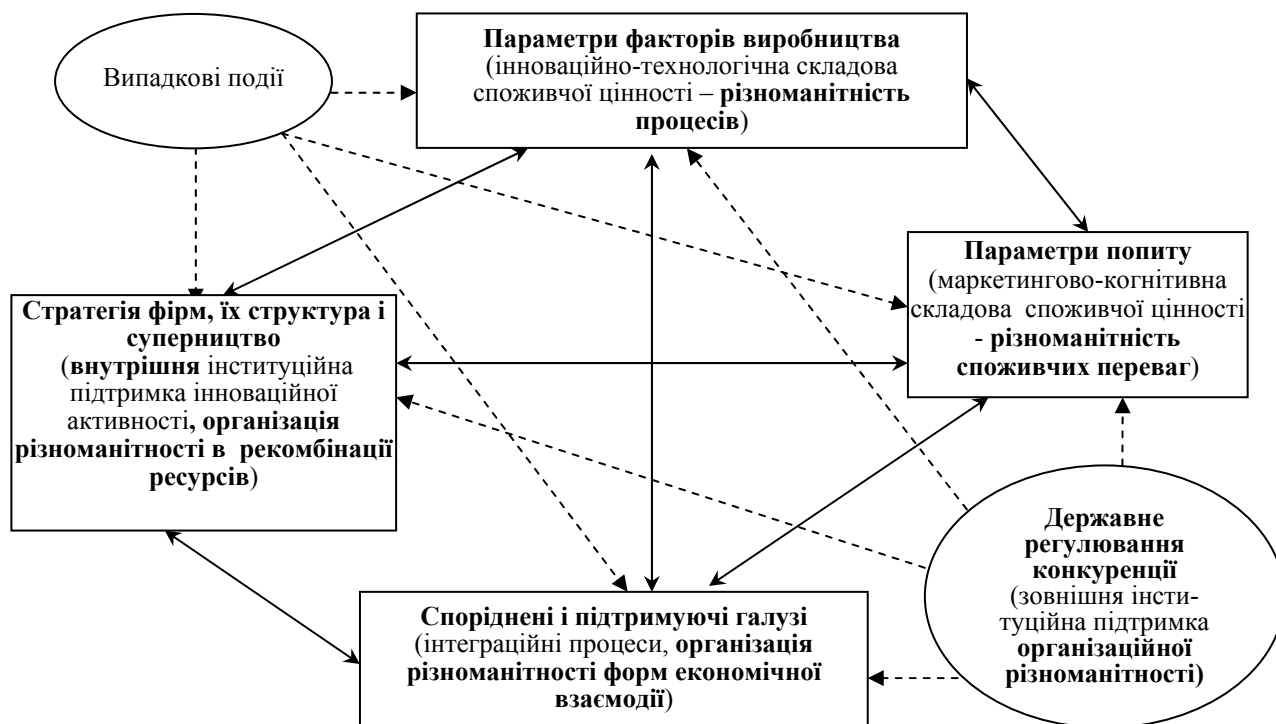 Випадкові події
Параметри факторів виробництва
(інноваційно-технологічна складова
споживчої цінності – різноманітність
процесів)
Параметри попиту
(маркетингово-когнітивна
складова споживчої цінності
- різноманітність
споживчих переваг)
Стратегія фірм, їх структура і
суперництво
(внутрішня інституційна
підтримка інноваційної
активності, організація
різноманітності в рекомбінації
ресурсів)
Державне
регулювання
конкуренції
(зовнішня інсти-
туційна підтримка
організаційної
різноманітності)
Споріднені і підтримуючі галузі
(інтеграційні процеси, організація
різноманітності форм економічної
взаємодії)